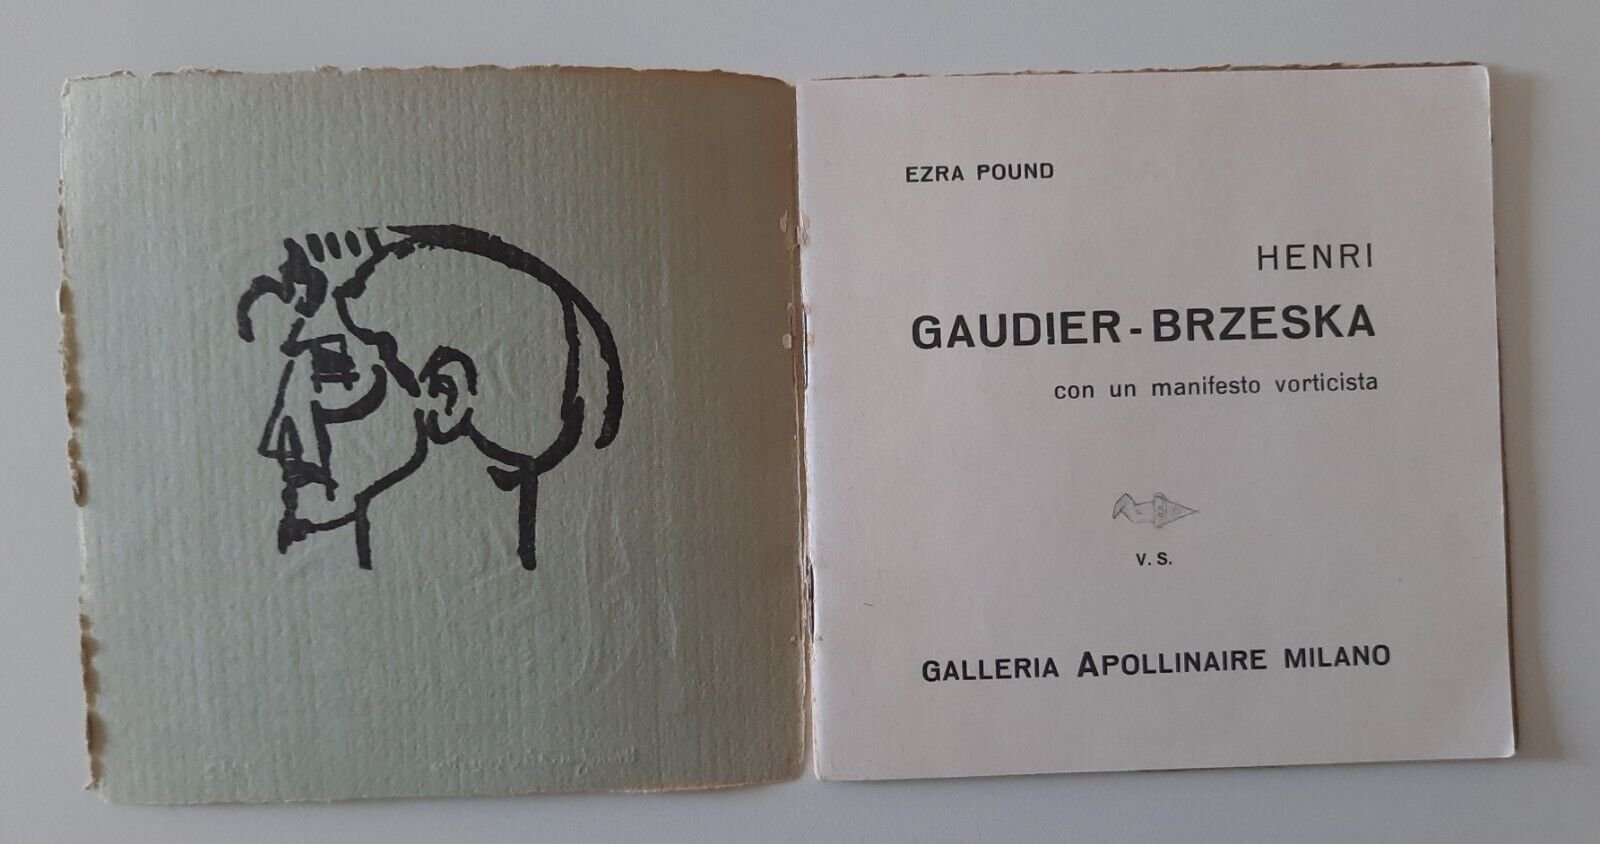 EZRA POUND
HENRI
GAUDIER-BRZESKA
con un manifesto vorticista
V. S.
GALLERIA APOLLINAIRE MILANO